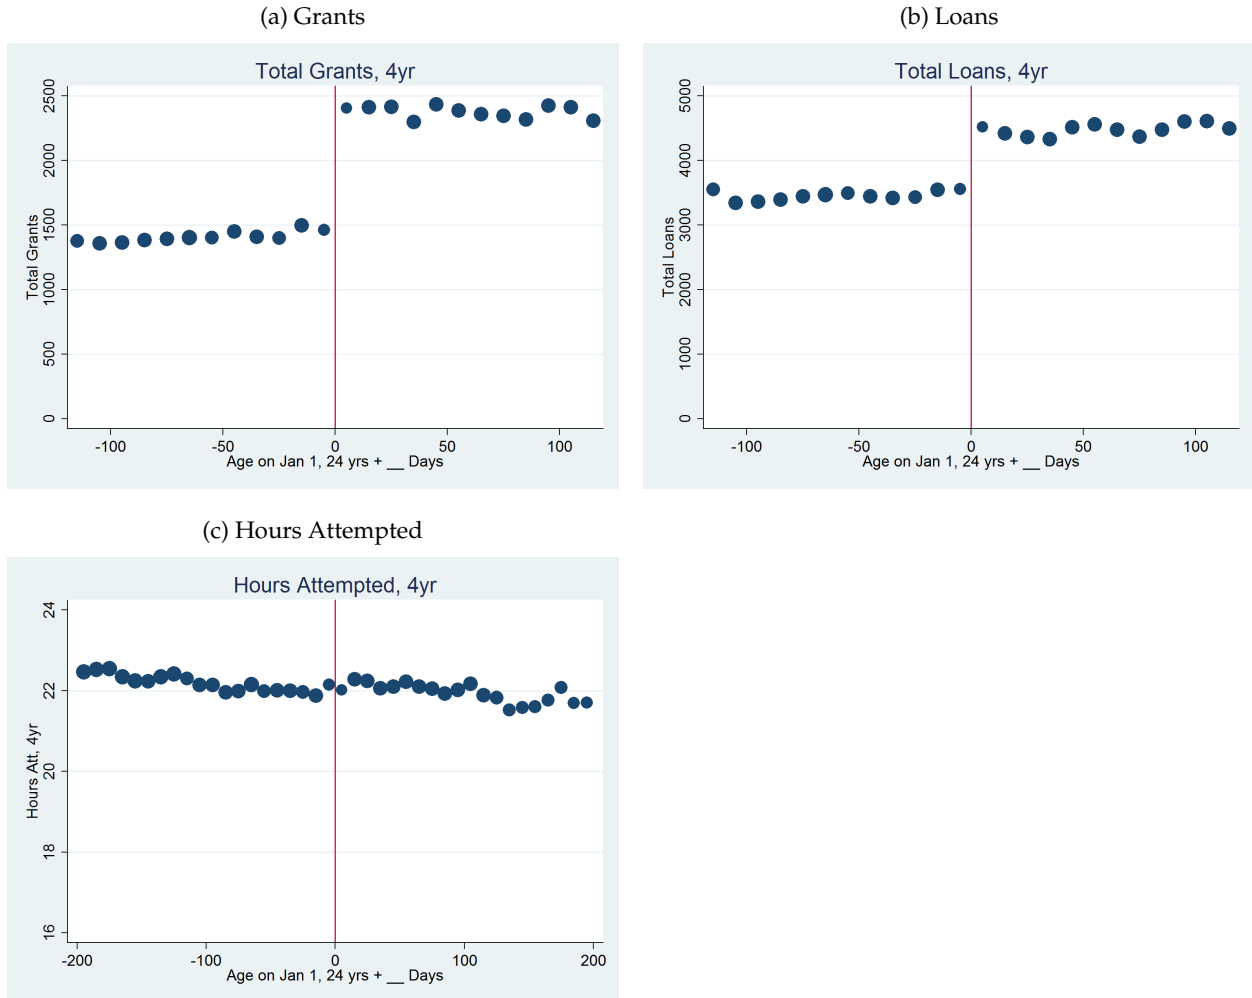 (a) Grants
Total Grants, 4yr
Total Grants
2500
2000
1500
1000
500
0
-100 -50 0 50 100
Age on Jan 1, 24 yrs + __ Days
(b) Loans
Total Loans, 4yr
Total Loans
5000
4000
3000
2000
1000
0
-100 -50 0 50 100
Age on Jan 1, 24 yrs + __ Days
(c) Hours Attempted
Hours Attempted, 4yr
Hours Att, 4yr
24
22
20
18
16
-200 -100 0 100 200
Age on Jan 1, 24 yrs + __ Days